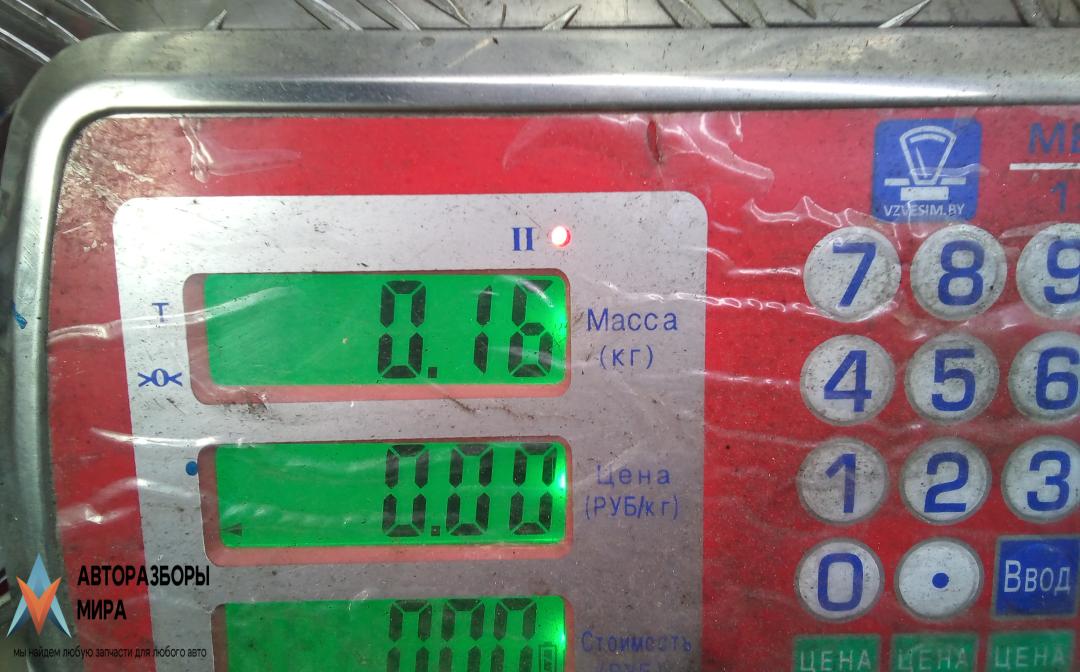 VZVESIM.BY
II
7 8 9
T
0.16
Масса
(кг)
>0<
4 5 6
0.00
Цена
(РУБ/кг)
1 2 3
0 • Ввод
АВТОРАЗБОРЫ
МИРА
мы найдем любую запчасти для любого авто
Стоимость
ЦЕНА ЦЕНА ЦЕНА